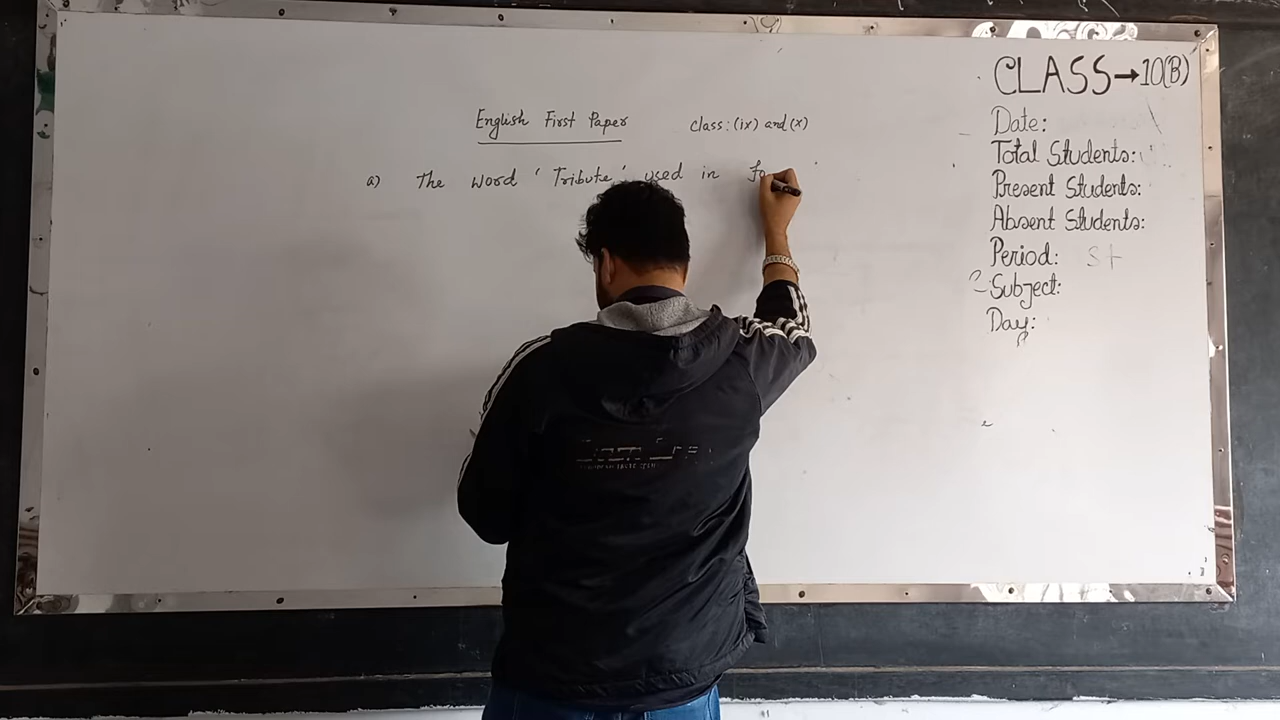 English First Paper class: (ix) and (x)
a) The word ‘Tribute’ used in fo
CLASS→10(B)
Date:
Total Students:
Present Students:
Absent Students:
Period: st
Subject:
Day: